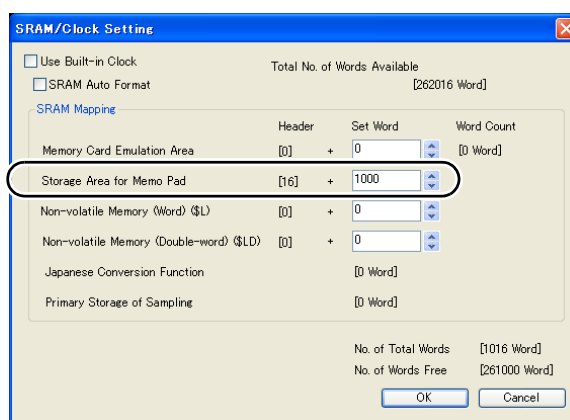 SRAM/Clock Setting
Use Built-in Clock
Total No. of Words Available
SRAM Auto Format
[262016 Word]
SRAM Mapping
Header Set Word Word Count
Memory Card Emulation Area [0] + 0 [0 Word]
Storage Area for Memo Pad [16] + 1000
Non-volatile Memory (Word) ($L) [0] + 0
Non-volatile Memory (Double-word) ($LD) [0] + 0
Japanese Conversion Function [0 Word]
Primary Storage of Sampling [0 Word]
No. of Total Words [1016 Word]
No. of Words Free [261000 Word]
OK Cancel